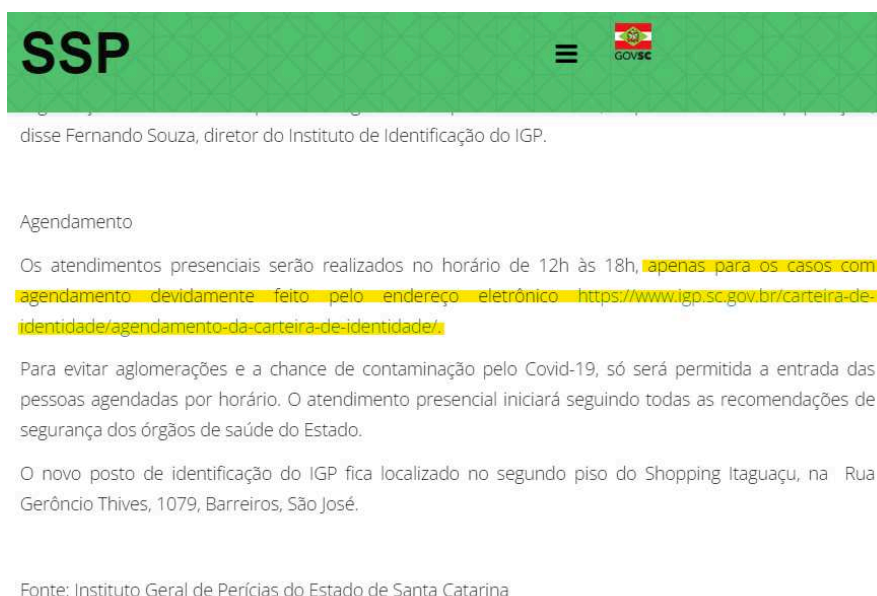 SSP
GOVSC
disse Fernando Souza, diretor do Instituto de Identificação do IGP.
Agendamento
Os atendimentos presenciais serão realizados no horário de 12h às 18h, apenas para os casos com
agendamento devidamente feito pelo endereço eletrônico https://www.igp.sc.gov.br/carteira-de-
identidade/agendamento-da-carteira-de-identidade/.
Para evitar aglomerações e a chance de contaminação pelo Covid-19, só será permitida a entrada das
pessoas agendadas por horário. O atendimento presencial iniciará seguindo todas as recomendações de
segurança dos órgãos de saúde do Estado.
O novo posto de identificação do IGP fica localizado no segundo piso do Shopping Itaguaçu, na Rua
Gerôncio Thives, 1079, Barreiros, São José.
Fonte: Instituto Geral de Perícias do Estado de Santa Catarina